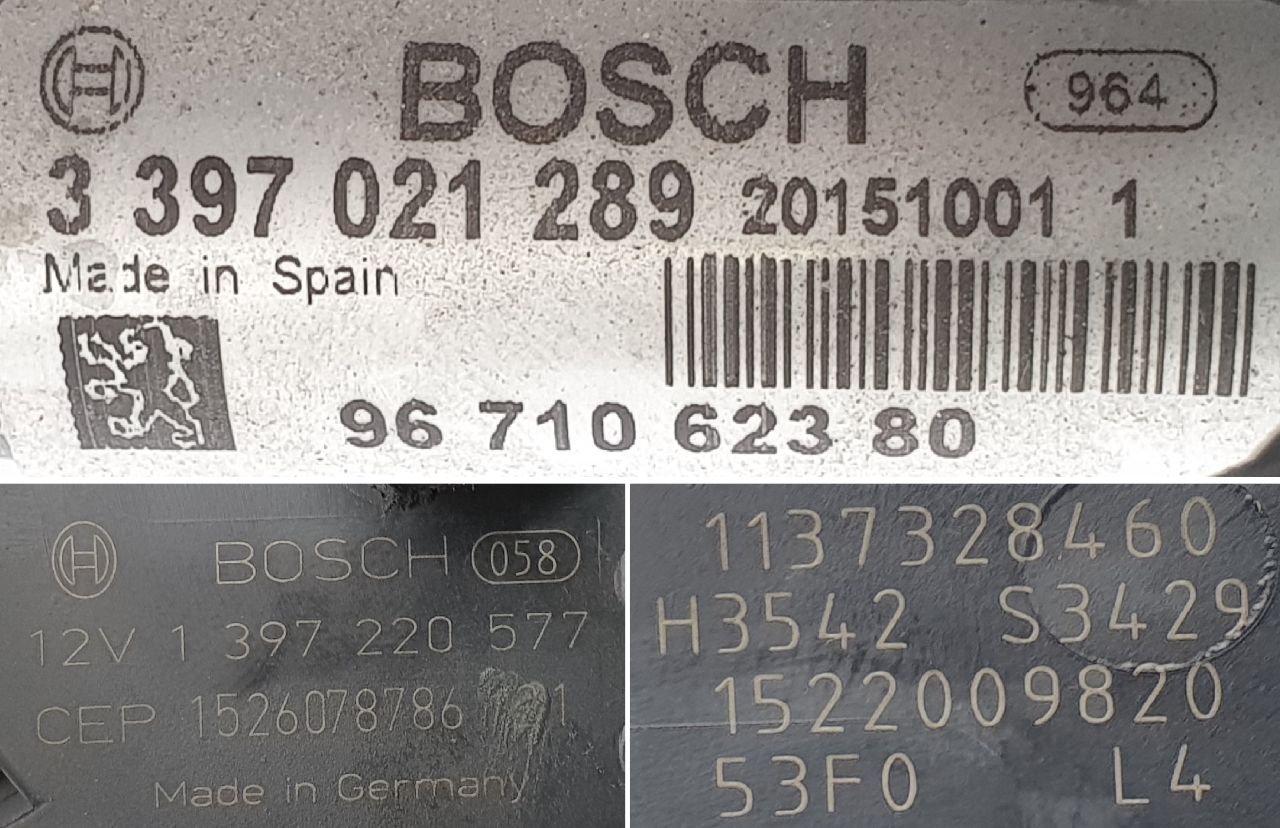 BOSCH 964
3 397 021 289 20151001 1
Made in Spain
96 710 623 80
BOSCH 058
12V 1 397 220 577
CEP 1526078786
Made in Germany
1137328460
H3542 S3429
1522009820
53F0 L4